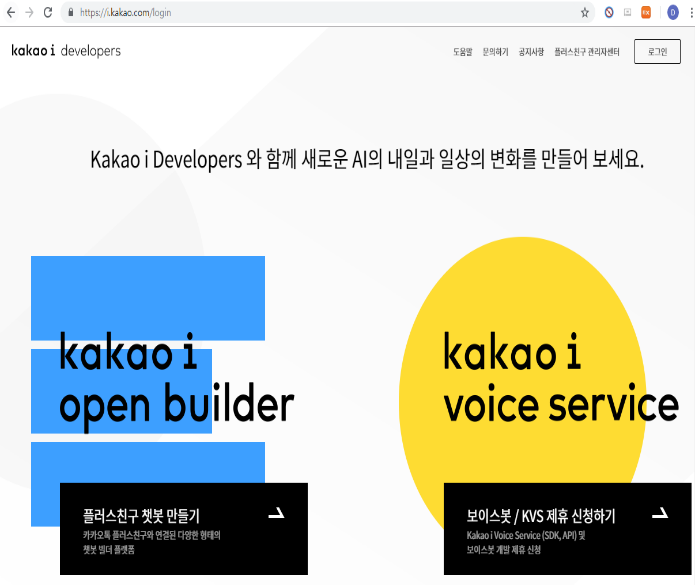 https://i.kakao.com/login
kakao i developers
도움말 문의하기 공지사항 플러스친구 관리자센터 로그인
Kakao i Developers 와 함께 새로운 AI의 내일과 일상의 변화를 만들어 보세요.
kakao i
open builder
플러스친구 챗봇 만들기
카카오톡 플러스친구와 연결된 다양한 형태의
챗봇 빌더 플랫폼
kakao i
voice service
보이스봇 / KVS 제휴 신청하기
Kakao i Voice Service (SDK, API) 및
보이스봇 개발 제휴 신청